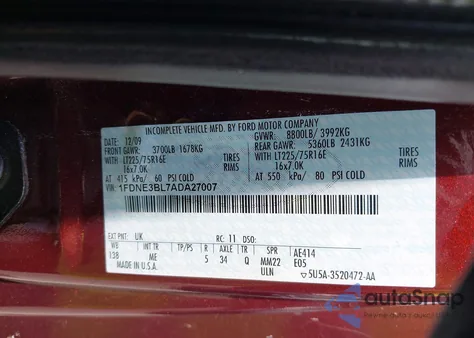 INCOMPLETE VEHICLE MFD. BY FORD MOTOR COMPANY
12/09 GVWR: 8800LB/ 3992KG
FRONT GAWR: 3700LB 1678KG REAR GAWR: 5360LB 2431KG
WITH LT225/75R16E TIRES WITH LT225/75R16E TIRES
16x7.0K RIMS 16x7.0K RIMS
AT 415 kPa/ 60 PSI COLD AT 550 kPa/ 80 PSI COLD
VIN: 1FDNE3BL7ADA27007
EXT PNT: UK RC: 11 DSO:
WB INT TR TP/PS R AXLE TR SPR AE414
138 ME 5 34 Q MM22 E05
MADE IN U.S.A. ULN 5U5A-3520472-AA
autoSnap